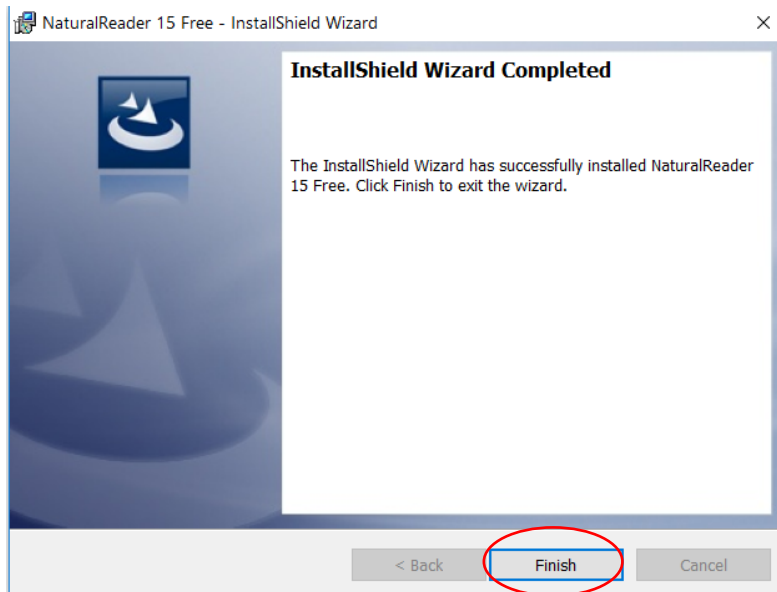 NaturalReader 15 Free - InstallShield Wizard
InstallShield Wizard Completed
The InstallShield Wizard has successfully installed NaturalReader
15 Free. Click Finish to exit the wizard.
< Back
Finish
Cancel